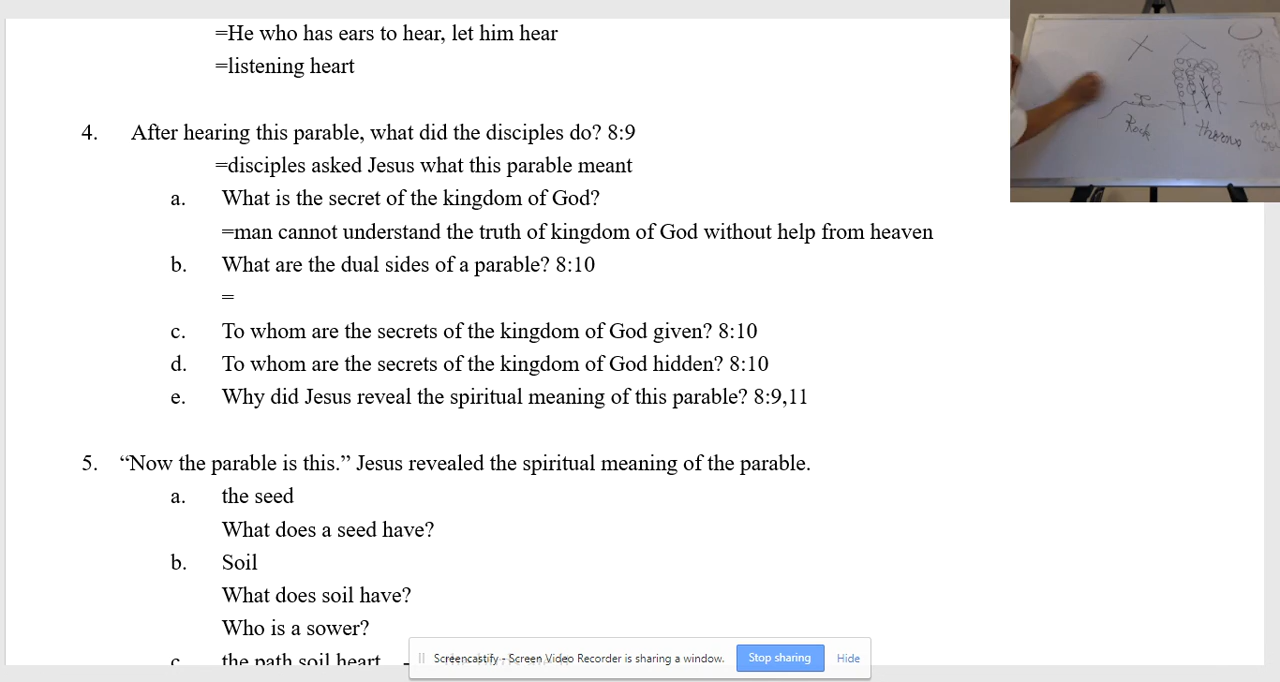 =He who has ears to hear, let him hear
=listening heart
4. After hearing this parable, what did the disciples do? 8:9
=disciples asked Jesus what this parable meant
a. What is the secret of the kingdom of God?
=man cannot understand the truth of kingdom of God without help from heaven
b. What are the dual sides of a parable? 8:10
=
c. To whom are the secrets of the kingdom of God given? 8:10
d. To whom are the secrets of the kingdom of God hidden? 8:10
e. Why did Jesus reveal the spiritual meaning of this parable? 8:9,11
5. “Now the parable is this.” Jesus revealed the spiritual meaning of the parable.
a. the seed
What does a seed have?
b. Soil
What does soil have?
Who is a sower?
c. the path soil heart
Screencastify - Screen Video Recorder is sharing a window. Stop sharing Hide
Rock thorns